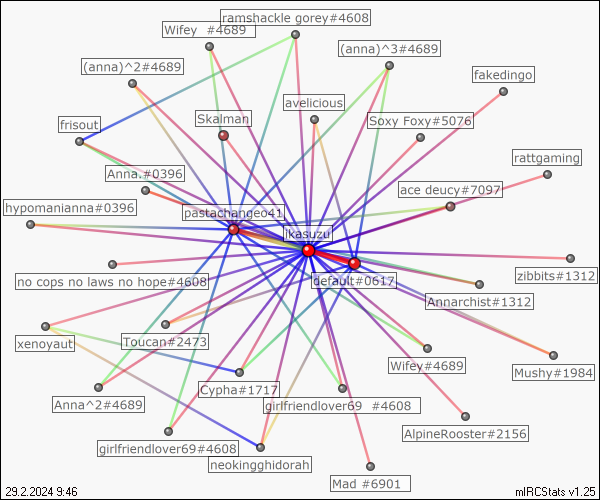 ramshackle gorey#4608
Wifey  #4689
(anna)^3#4689
(anna)^2#4689
fakedingo
avelicious
Skalman
Soxy Foxy#5076
frisout
rattgaming
Anna.#0396
ace deucy#7097
hypomanianna#0396
pastachangeo41
ikasuzu
zibbits#1312
no cops no laws no hope#4608
default#0617
Annarchist#1312
Toucan#2473
xenoyaut
Wifey#4689
Mushy#1984
Cypha#1717
Anna^2#4689
girlfriendlover69  #4608
AlpineRooster#2156
girlfriendlover69#4608
neokingghidorah
Mad #6901
29.2.2024 9:46
mIRCStats v1.25